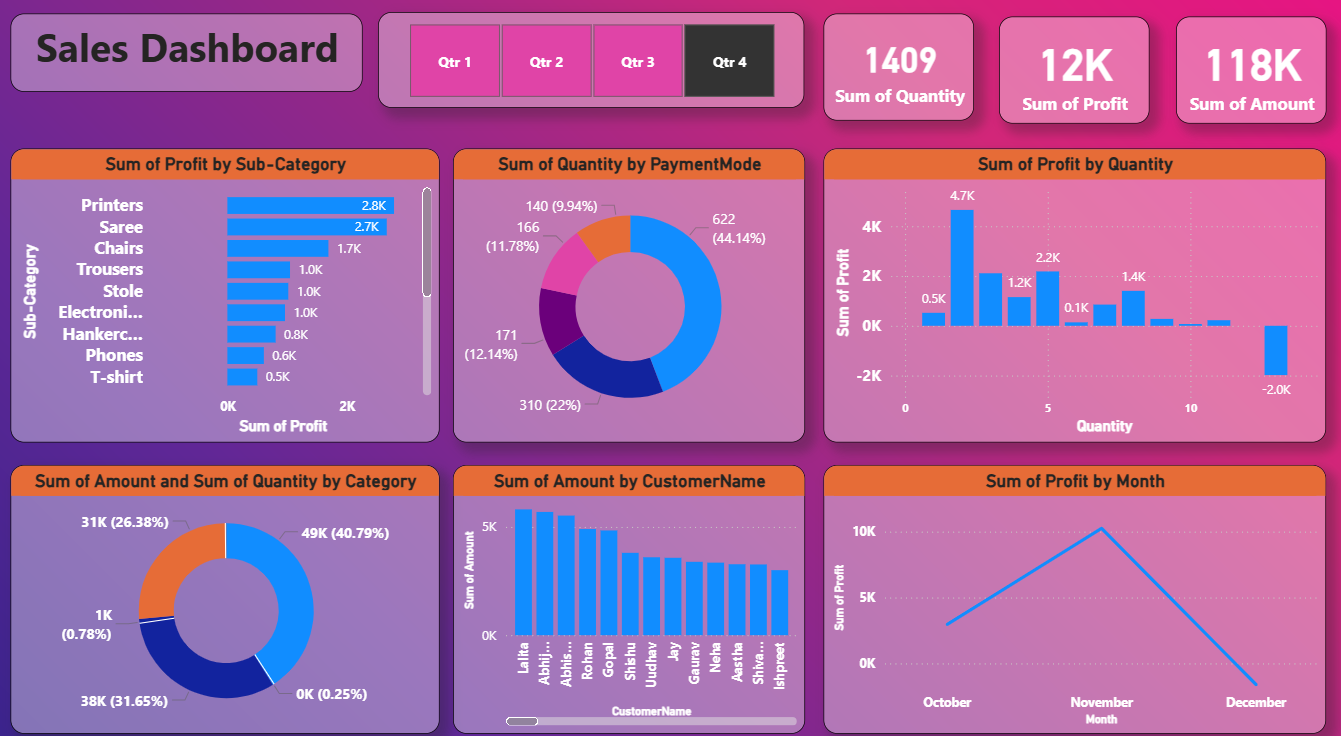 Sales Dashboard
Qtr 1
Qtr 2
Qtr 3
Qtr 4
1409
Sum of Quantity
12K
Sum of Profit
118K
Sum of Amount
Sum of Profit by Sub-Category
Sub-Category
Printers
Saree
Chairs
Trousers
Stole
Electroni...
Hankerc...
Phones
T-shirt
2.8K
2.7K
1.7K
1.0K
1.0K
1.0K
0.8K
0.6K
0.5K
0K
2K
Sum of Profit
Sum of Quantity by PaymentMode
140 (9.94%)
166
(11.78%)
171
(12.14%)
310 (22%)
622
(44.14%)
Sum of Profit by Quantity
Sum of Profit
4K
2K
0K
-2K
0.5K
4.7K
1.2K
2.2K
0.1K
1.4K
-2.0K
0
5
10
Quantity
Sum of Amount and Sum of Quantity by Category
31K (26.38%)
49K (40.79%)
1K
(0.78%)
38K (31.65%)
0K (0.25%)
Sum of Amount by CustomerName
Sum of Amount
5K
0K
Lalita
Abhij...
Abhis...
Rohan
Gopal
Shishu
Uudhav
Jay
Gaurav
Neha
Aastha
Shiva...
Ishpreet
CustomerName
Sum of Profit by Month
Sum of Profit
10K
5K
0K
October
November
December
Month